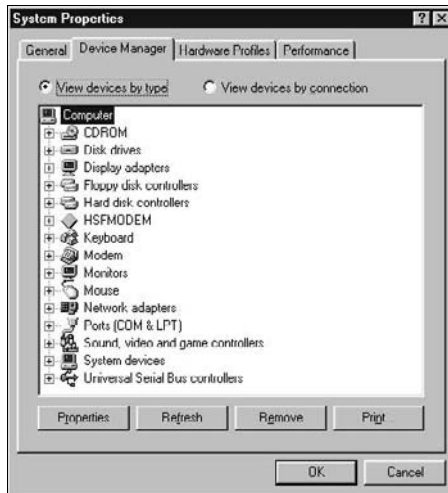 System Properties
General Device Manager Hardware Profiles Performance
View devices by type View devices by connection
Computer
CDROM
Disk drives
Display adapters
Floppy disk controllers
Hard disk controllers
HSFMODEM
Keyboard
Modem
Monitors
Mouse
Network adapters
Ports (COM & LPT)
Sound, video and game controllers
System devices
Universal Serial Bus controllers
Properties Refresh Remove Print...
OK Cancel